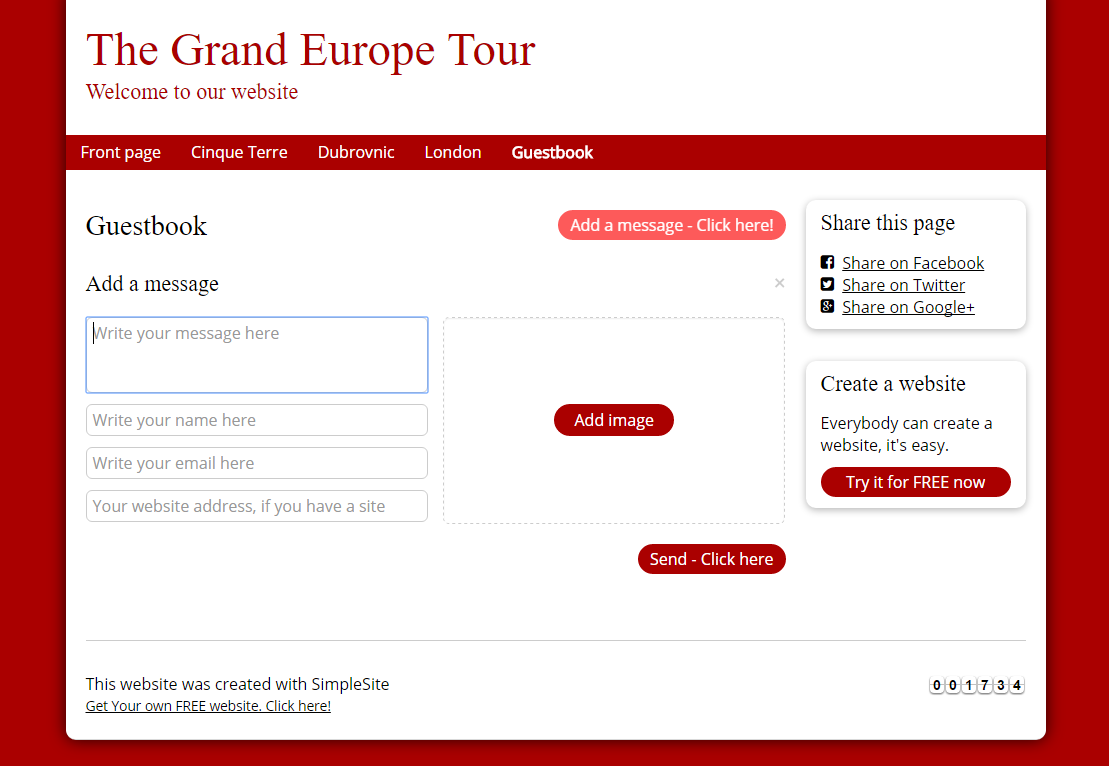 The Grand Europe Tour
Welcome to our website
Front page Cinque Terre Dubrovnic London Guestbook
Guestbook
Add a message - Click here!
Add a message
×
Write your message here
Write your name here
Write your email here
Your website address, if you have a site
Add image
Send - Click here
Share this page
Share on Facebook
Share on Twitter
Share on Google+
Create a website
Everybody can create a
website, it's easy.
Try it for FREE now
This website was created with SimpleSite
Get Your own FREE website. Click here!
001734